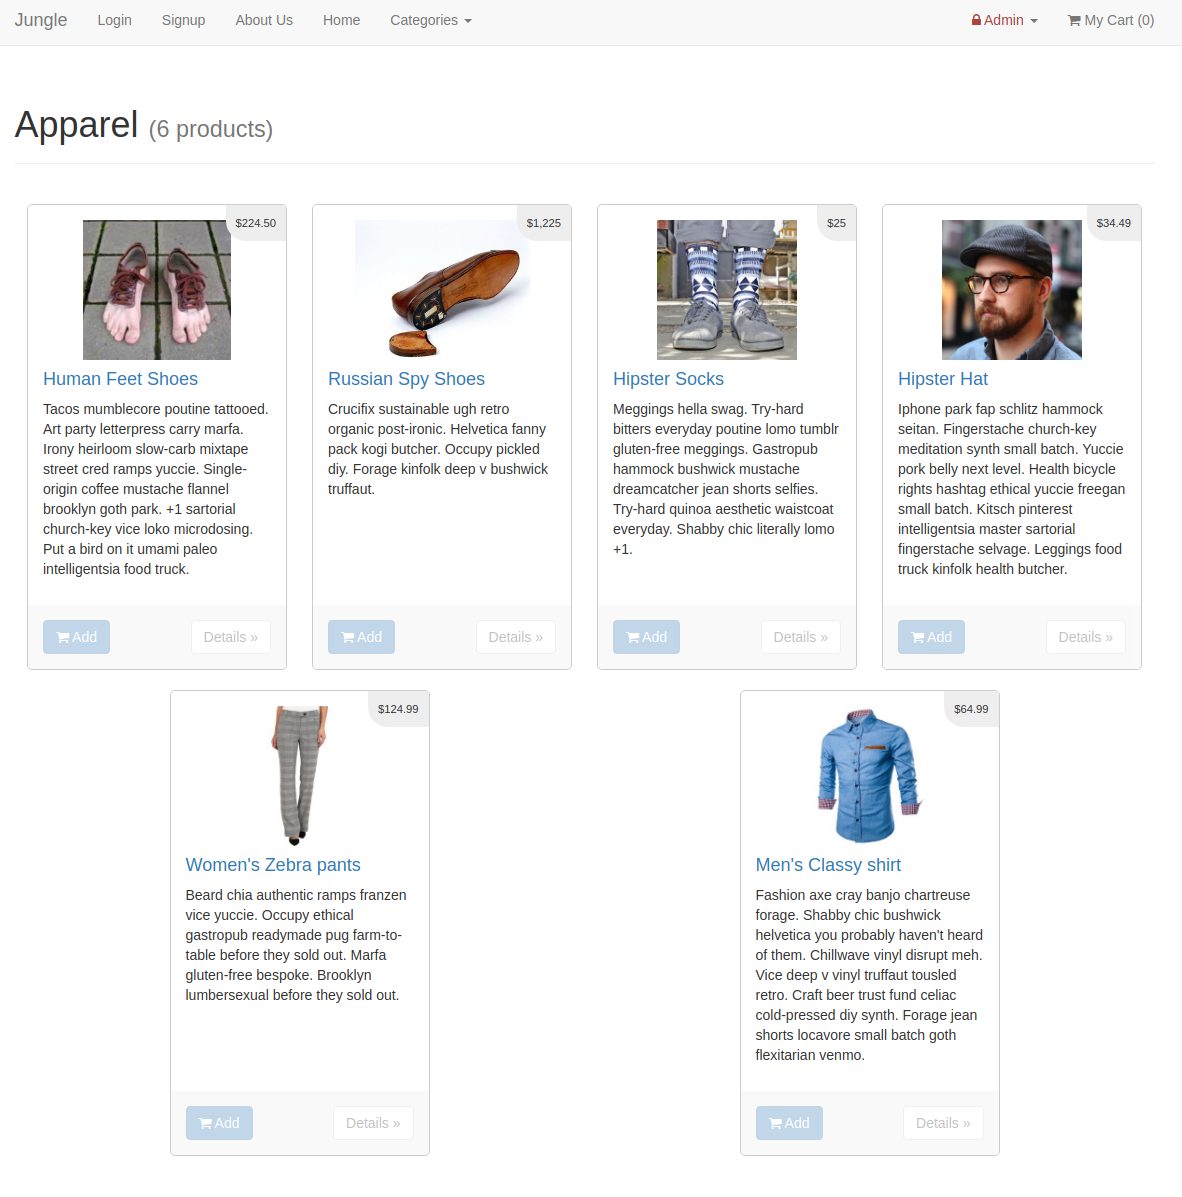 Jungle Login Signup About Us Home Categories Admin My Cart (0)
Apparel (6 products)
$224.50
Human Feet Shoes
Tacos mumblecore poutine tattooed.
Art party letterpress carry marfa.
Irony heirloom slow-carb mixtape
street cred ramps yuccie. Single-
origin coffee mustache flannel
brooklyn goth park. +1 sartorial
church-key vice loko microdosing.
Put a bird on it umami paleo
intelligentsia food truck.
Add Details »
$1,225
Russian Spy Shoes
Crucifix sustainable ugh retro
organic post-ironic. Helvetica fanny
pack kogi butcher. Occupy pickled
diy. Forage kinfolk deep v bushwick
truffaut.
Add Details »
$25
Hipster Socks
Meggings hella swag. Try-hard
bitters everyday poutine lomo tumblr
gluten-free meggings. Gastropub
hammock bushwick mustache
dreamcatcher jean shorts selfies.
Try-hard quinoa aesthetic waistcoat
everyday. Shabby chic literally lomo
+1.
Add Details »
$34.49
Hipster Hat
Iphone park fap schlitz hammock
seitan. Fingerstache church-key
meditation synth small batch. Yuccie
pork belly next level. Health bicycle
rights hashtag ethical yuccie freegan
small batch. Kitsch pinterest
intelligentsia master sartorial
fingerstache selvage. Leggings food
truck kinfolk health butcher.
Add Details »
$124.99
Women's Zebra pants
Beard chia authentic ramps franzen
vice yuccie. Occupy ethical
gastropub readymade pug farm-to-
table before they sold out. Marfa
gluten-free bespoke. Brooklyn
lumbersexual before they sold out.
Add Details »
$64.99
Men's Classy shirt
Fashion axe cray banjo chartreuse
forage. Shabby chic bushwick
helvetica you probably haven't heard
of them. Chillwave vinyl disrupt meh.
Vice deep v vinyl truffaut tousled
retro. Craft beer trust fund celiac
cold-pressed diy synth. Forage jean
shorts locavore small batch goth
flexitarian venmo.
Add Details »